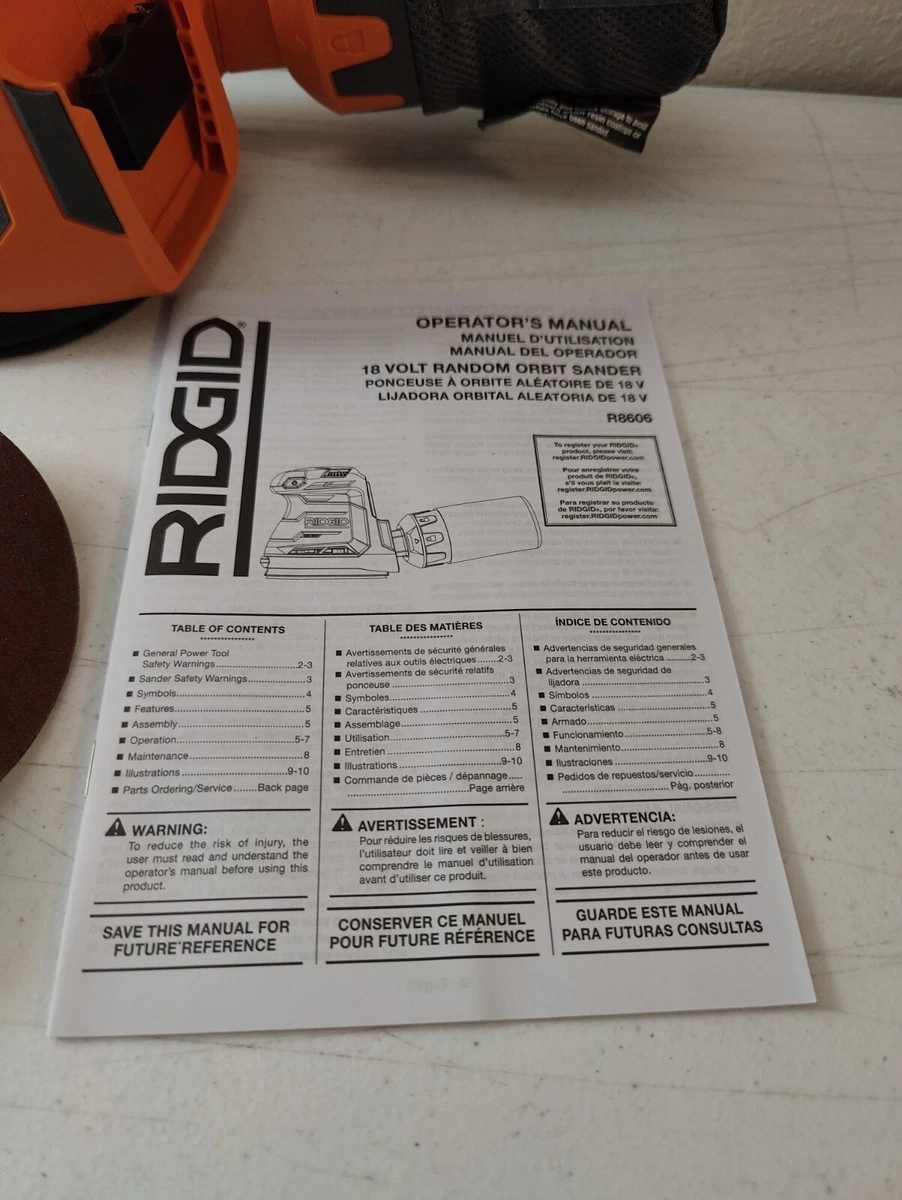 RIDGID®
OPERATOR'S MANUAL
MANUEL D'UTILISATION
MANUAL DEL OPERADOR
18 VOLT RANDOM ORBIT SANDER
PONCEUSE À ORBITE ALÉATOIRE DE 18 V
LIJADORA ORBITAL ALEATORIA DE 18 V
R8606
To register your RIDGID®
product, please visit:
register.RIDGIDpower.com
Pour enregistrer votre
produit de RIDGID®,
s'il vous plaît la visite:
register.RIDGIDpower.com
Para registrar su producto
de RIDGID®, por favor visita:
register.RIDGIDpower.com
RIDGID
TABLE OF CONTENTS
■ General Power Tool
Safety Warnings....2-3
■ Sander Safety Warnings....3
■ Symbols....4
■ Features....5
■ Assembly....5
■ Operation....5-7
■ Maintenance....8
■ Illustrations....9-10
■ Parts Ordering/Service....Back page
WARNING:
To reduce the risk of injury, the
user must read and understand the
operator's manual before using this
product.
SAVE THIS MANUAL FOR
FUTURE REFERENCE
TABLE DES MATIÈRES
■ Avertissements de sécurité générales
relatives aux outils électriques....2-3
■ Avertissements de sécurité relatifs
ponceuse....3
■ Symboles....4
■ Caractéristiques....5
■ Assemblage....5
■ Utilisation....5-7
■ Entretien....8
■ Illustrations....9-10
■ Commande de pièces / dépannage....
....Page arrière
AVERTISSEMENT :
Pour réduire les risques de blessures,
l'utilisateur doit lire et veiller à bien
comprendre le manuel d'utilisation
avant d'utiliser ce produit.
CONSERVER CE MANUEL
POUR FUTURE RÉFÉRENCE
ÍNDICE DE CONTENIDO
■ Advertencias de seguridad generales
para la herramienta eléctrica....2-3
■ Advertencias de seguridad de
lijadora....3
■ Símbolos....4
■ Características....5
■ Armado....5
■ Funcionamiento....5-8
■ Mantenimiento....8
■ Ilustraciones....9-10
■ Pedidos de repuestos/servicio....
....Pág. posterior
ADVERTENCIA:
Para reducir el riesgo de lesiones, el
usuario debe leer y comprender el
manual del operador antes de usar
este producto.
GUARDE ESTE MANUAL
PARA FUTURAS CONSULTAS